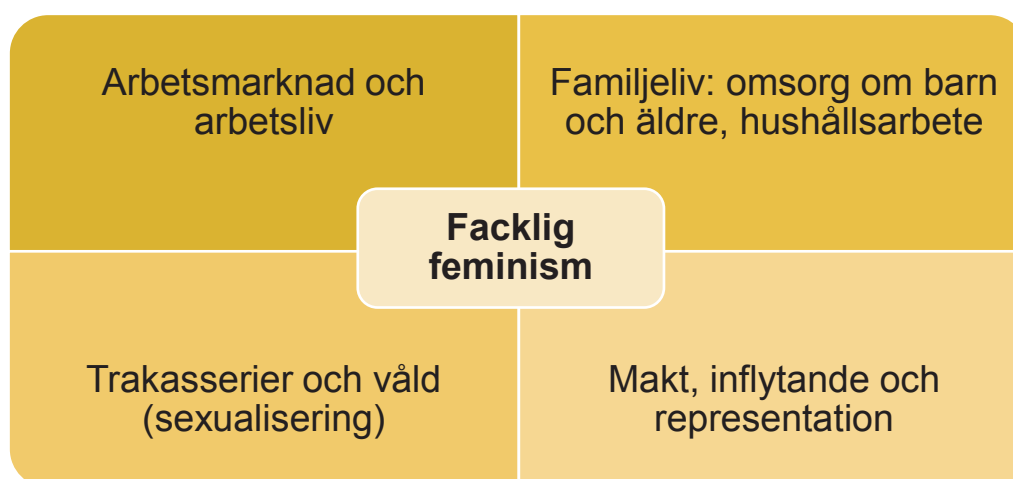 Arbetsmarknad och
arbetsliv
Familjeliv: omsorg om barn
och äldre, hushållsarbete
Facklig
feminism
Trakasserier och våld
(sexualisering)
Makt, inflytande och
representation